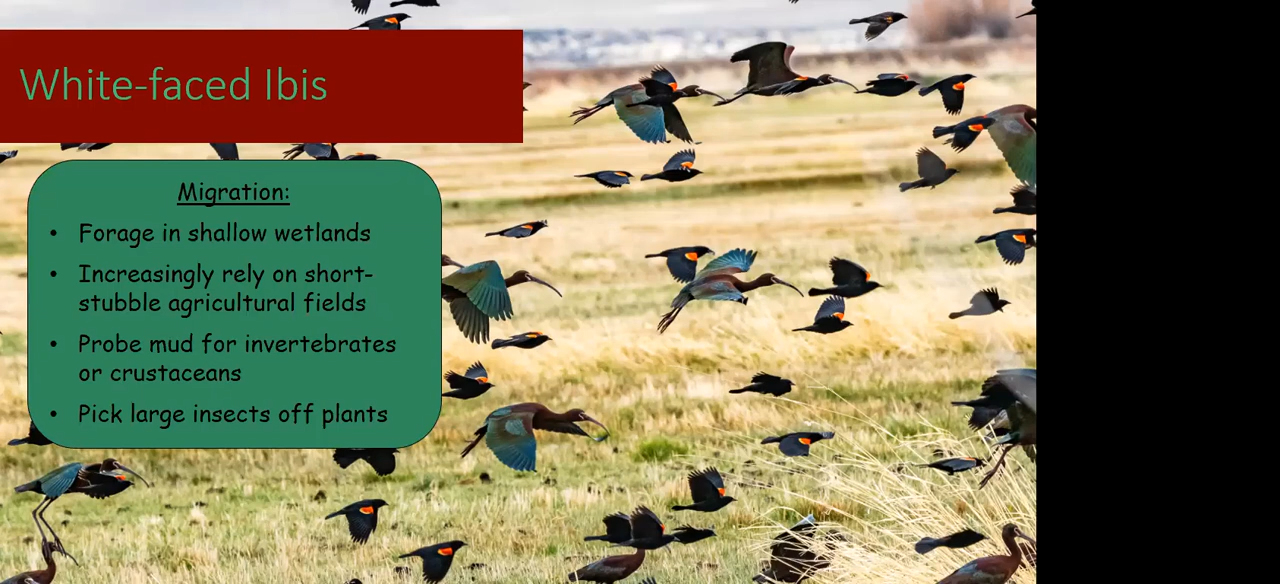 White-faced Ibis
Migration:
• Forage in shallow wetlands
• Increasingly rely on short-
stubble agricultural fields
• Probe mud for invertebrates
or crustaceans
• Pick large insects off plants